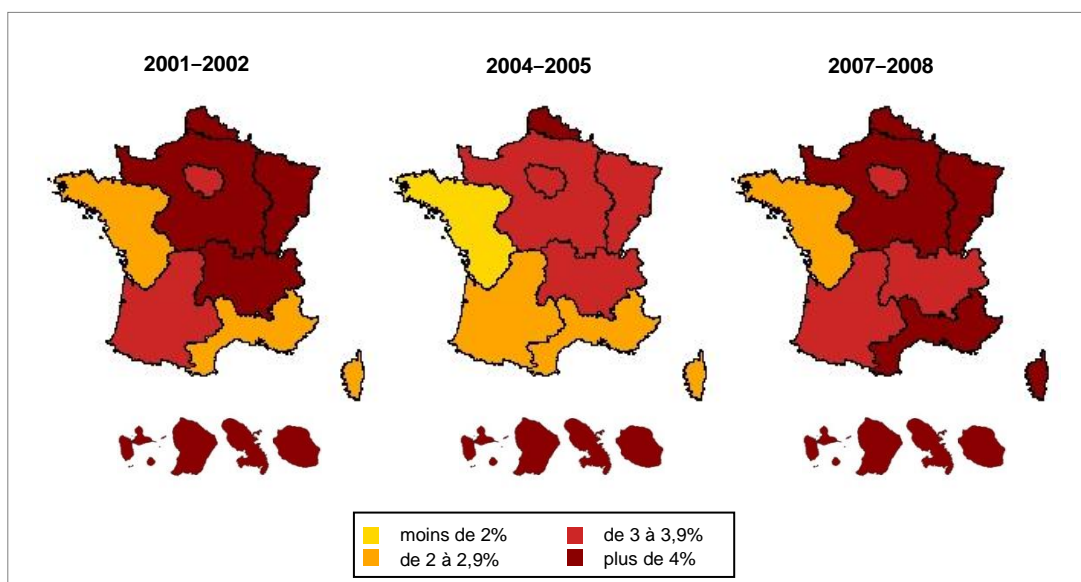 2001–2002
2004–2005
2007–2008
moins de 2%
de 3 à 3,9%
de 2 à 2,9%
plus de 4%